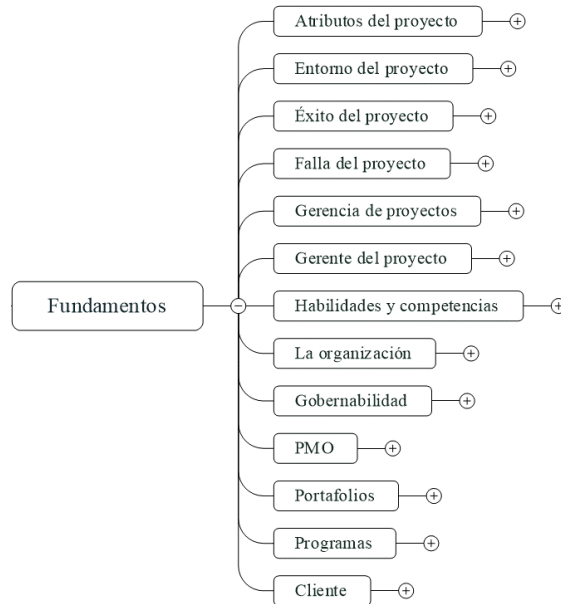 Atributos del proyecto
Entorno del proyecto
Éxito del proyecto
Falla del proyecto
Gerencia de proyectos
Gerente del proyecto
Fundamentos
Habilidades y competencias
La organización
Gobernabilidad
PMO
Portafolios
Programas
Cliente